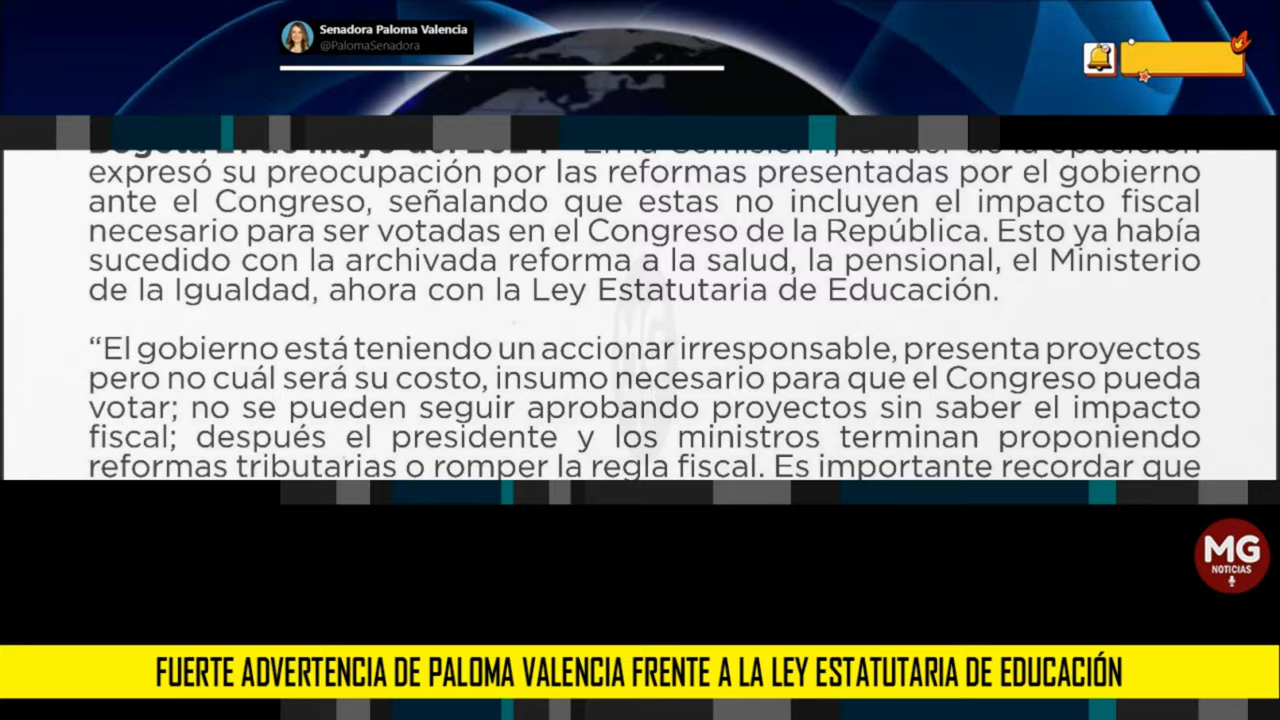 Senadora Paloma Valencia
@PalomaSenadora
expresó su preocupación por las reformas presentadas por el gobierno
ante el Congreso, señalando que estas no incluyen el impacto fiscal
necesario para ser votadas en el Congreso de la República. Esto ya había
sucedido con la archivada reforma a la salud, la pensional, el Ministerio
de la Igualdad, ahora con la Ley Estatutaria de Educación.
“El gobierno está teniendo un accionar irresponsable, presenta proyectos
pero no cuál será su costo, insumo necesario para que el Congreso pueda
votar; no se pueden seguir aprobando proyectos sin saber el impacto
fiscal; después el presidente y los ministros terminan proponiendo
reformas tributarias o romper la regla fiscal. Es importante recordar que
MG
NOTICIAS
FUERTE ADVERTENCIA DE PALOMA VALENCIA FRENTE A LA LEY ESTATUTARIA DE EDUCACIÓN